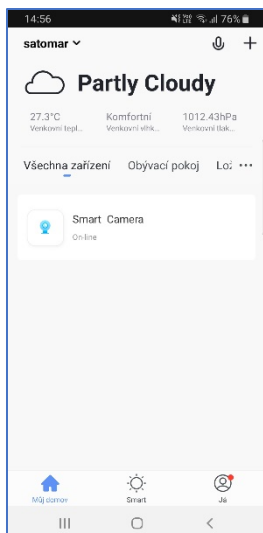 14:56 76%
satomar
Partly Cloudy
27.3°C Komfortní 1012.43hPa
Venkovní tepl... Venkovní vlhk... Venkovní tlak...
Všechna zařízení Obývací pokoj Lož
Smart Camera
On-line
Můj domov Smart Já